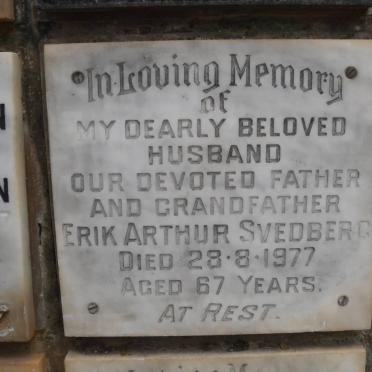 In Loving Memory
of
MY DEARLY BELOVED
HUSBAND
OUR DEVOTED FATHER
AND GRANDFATHER
ERIK ARTHUR SVEDBERG
DIED 28·8·1977
AGED 67 YEARS.
AT REST.